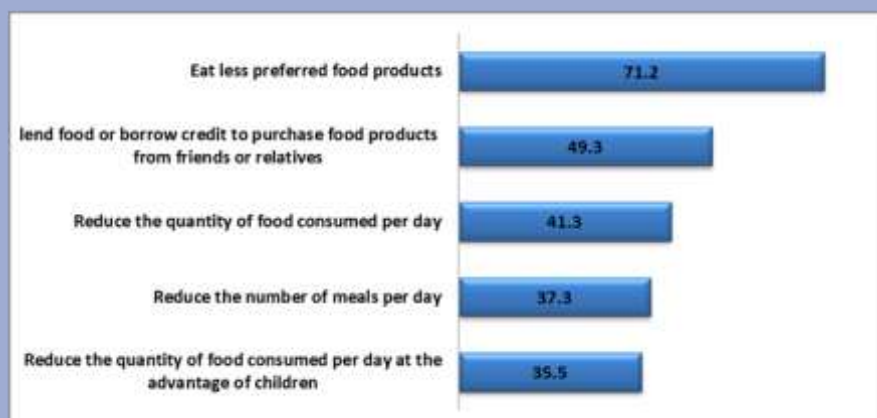 Eat less preferred food products
71.2
lend food or borrow credit to purchase food products
from friends or relatives
49.3
Reduce the quantity of food consumed per day
41.3
Reduce the number of meals per day
37.3
Reduce the quantity of food consumed per day at the
advantage of children
35.5